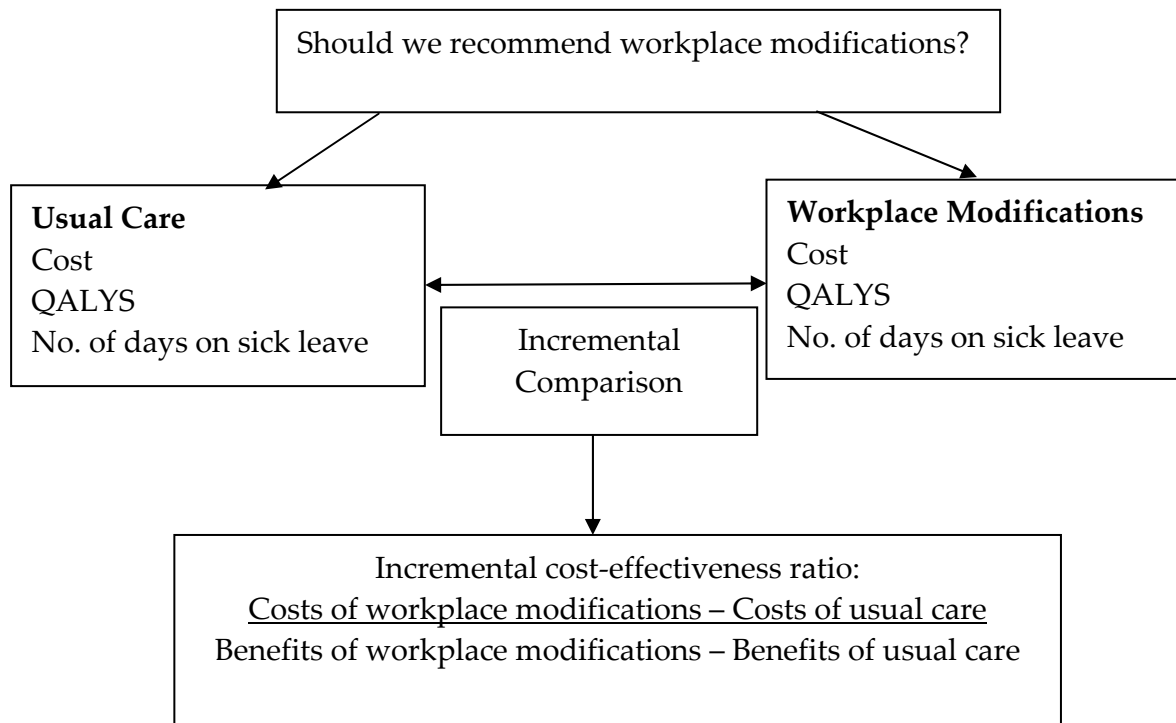 Should we recommend workplace modifications?
Usual Care
Cost
QALYS
No. of days on sick leave
Workplace Modifications
Cost
QALYS
No. of days on sick leave
Incremental
Comparison
Incremental cost-effectiveness ratio:
Costs of workplace modifications – Costs of usual care
Benefits of workplace modifications – Benefits of usual care